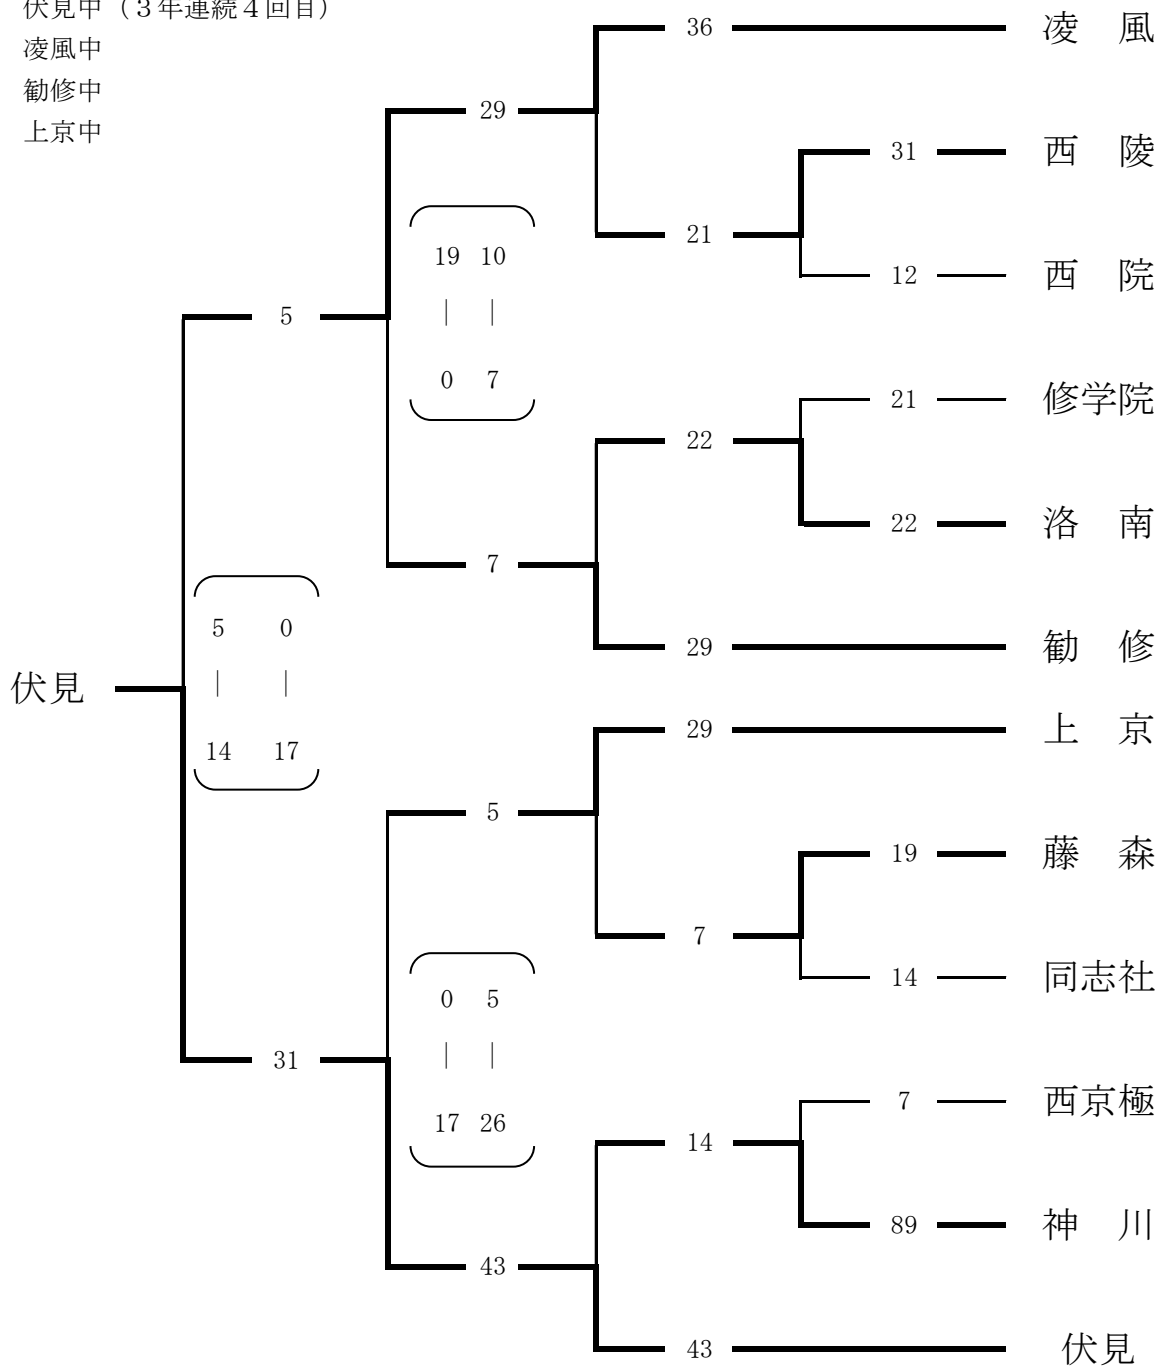 伏見中（３年連続４回目）
凌風中
勧修中
上京中
36 凌　風
29
31 西　陵
21
19 10
12 西　院
5
｜ ｜
0 7
21 修学院
22
22 洛　南
7
5 0
29 勧　修
伏見
｜ ｜
29 上　京
14 17
5
19 藤　森
7
14 同志社
0 5
｜ ｜
31
7 西京極
17 26
14
89 神　川
43
43 伏見